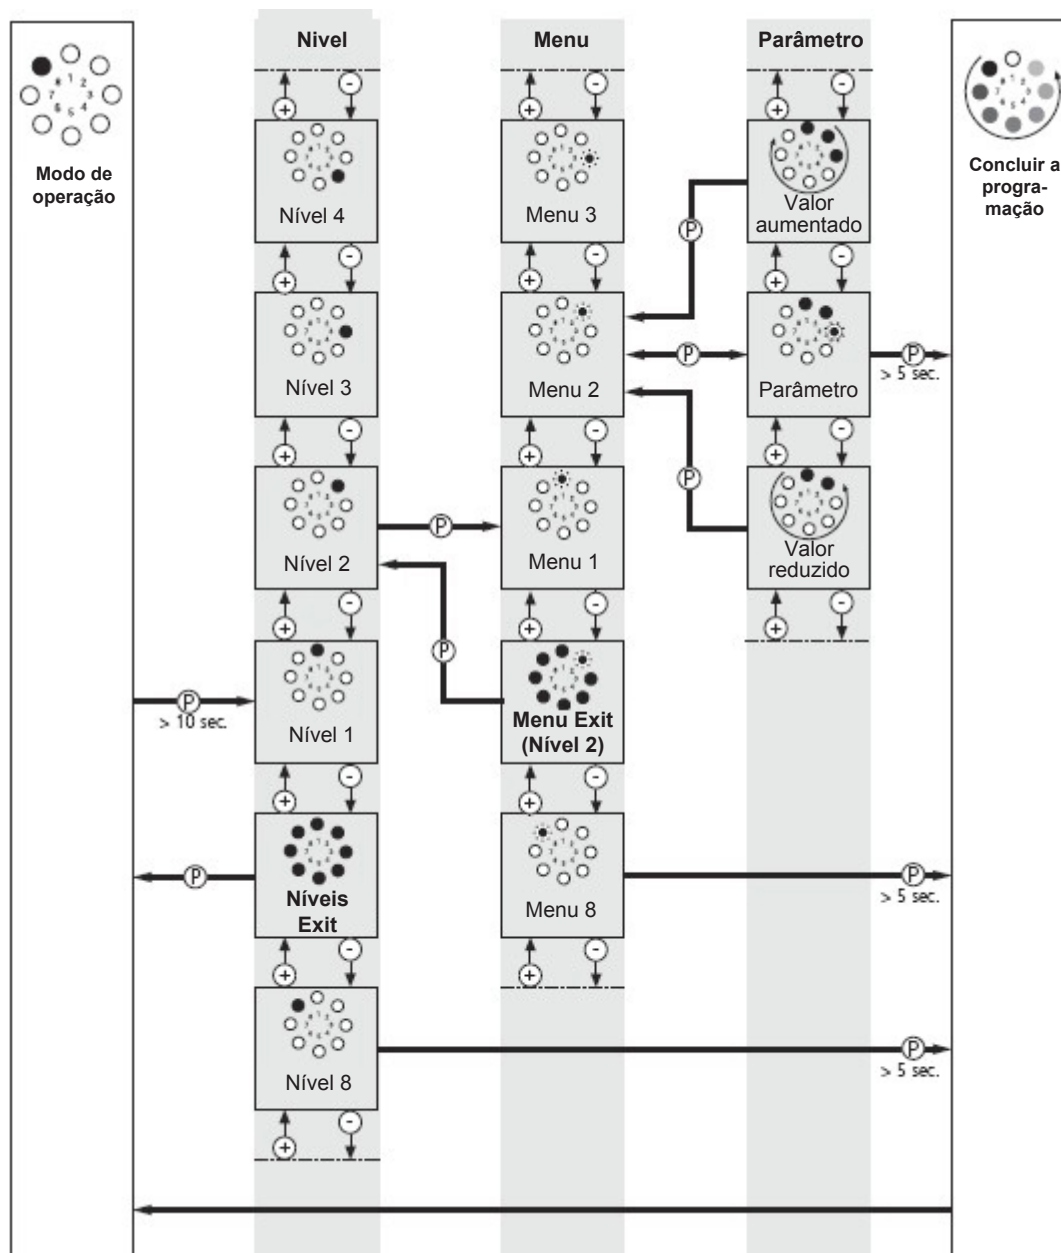 Nivel
Menu
Parâmetro
Modo de
operação
Concluir a
progra-
mação
Nível 4
Menu 3
Valor
aumentado
P
Nível 3
Menu 2
P
Parâmetro
P
> 5 sec.
Nível 2
P
Menu 1
P
Valor
reduzido
P
> 10 sec.
Nível 1
P
Menu Exit
(Nível 2)
P
Níveis
Exit
Menu 8
P
> 5 sec.
Nível 8
P
> 5 sec.